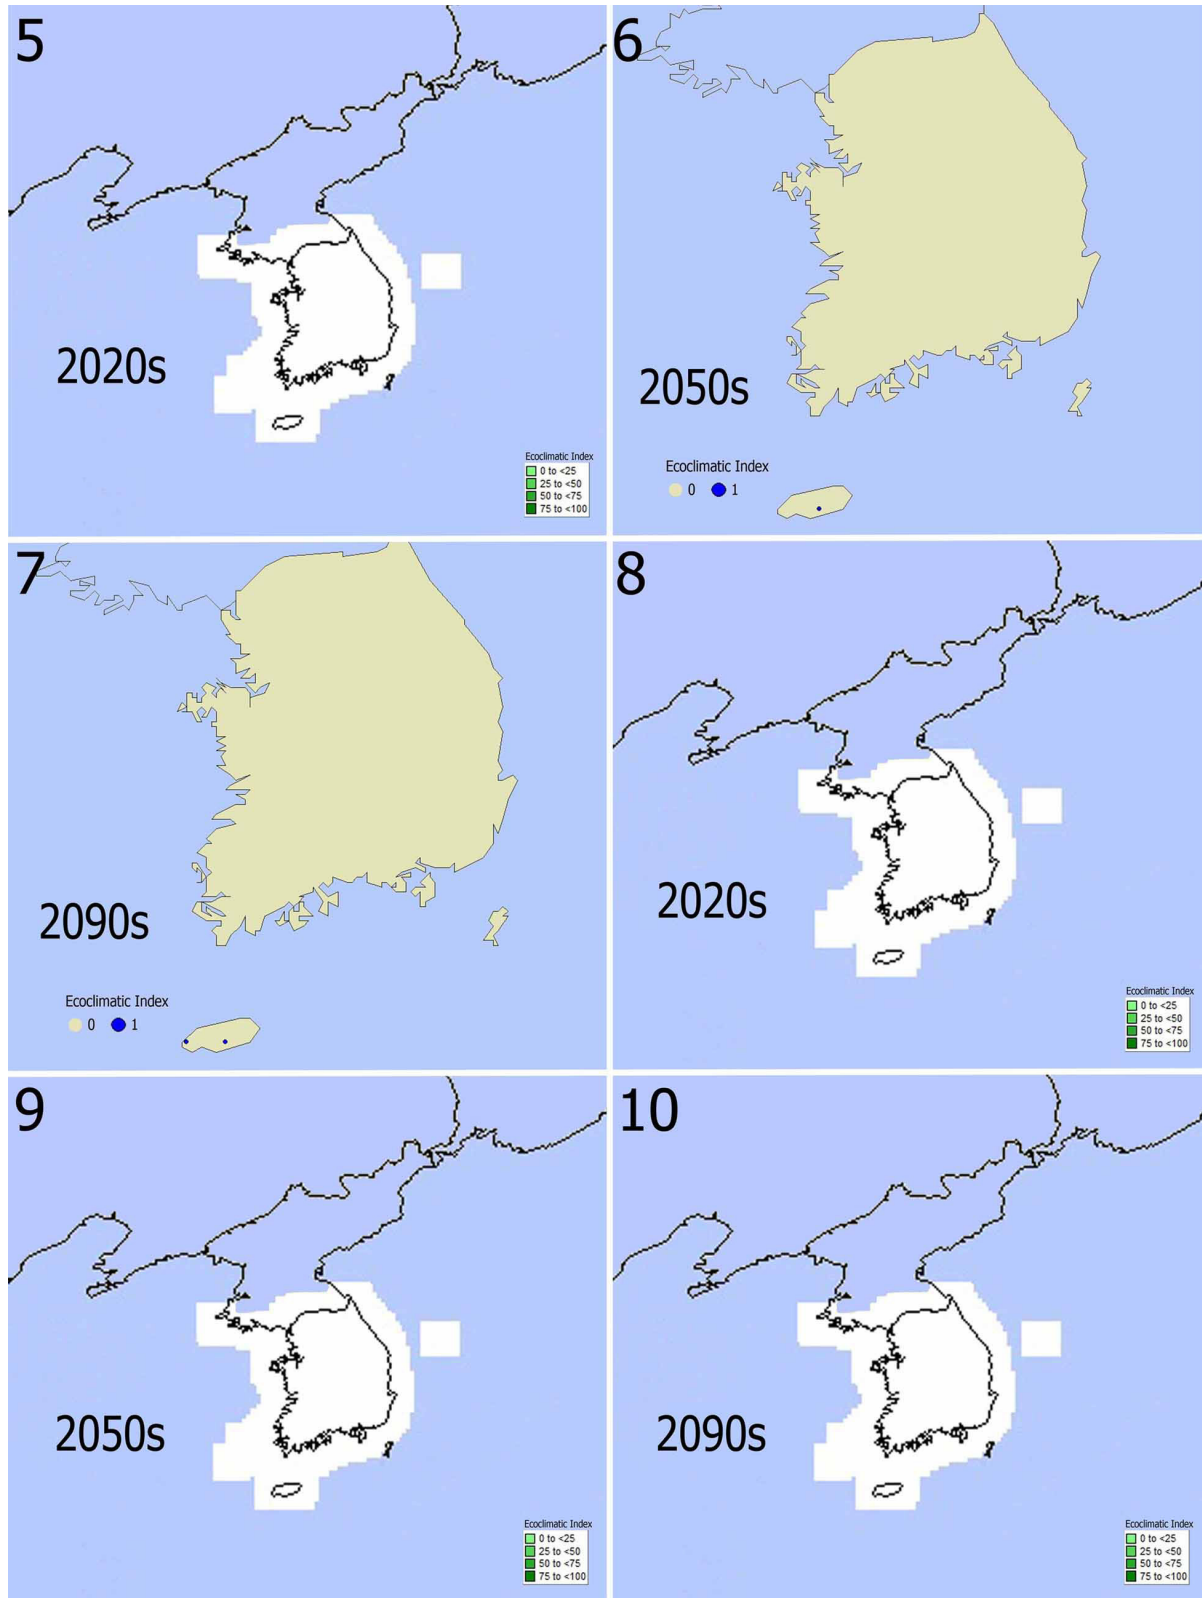 5
2020s
Ecoclimatic Index
0 to <25
25 to <50
50 to <75
75 to <100
6
2050s
Ecoclimatic Index
0 1
7
2090s
Ecoclimatic Index
0 1
8
2020s
Ecoclimatic Index
0 to <25
25 to <50
50 to <75
75 to <100
9
2050s
Ecoclimatic Index
0 to <25
25 to <50
50 to <75
75 to <100
10
2090s
Ecoclimatic Index
0 to <25
25 to <50
50 to <75
75 to <100